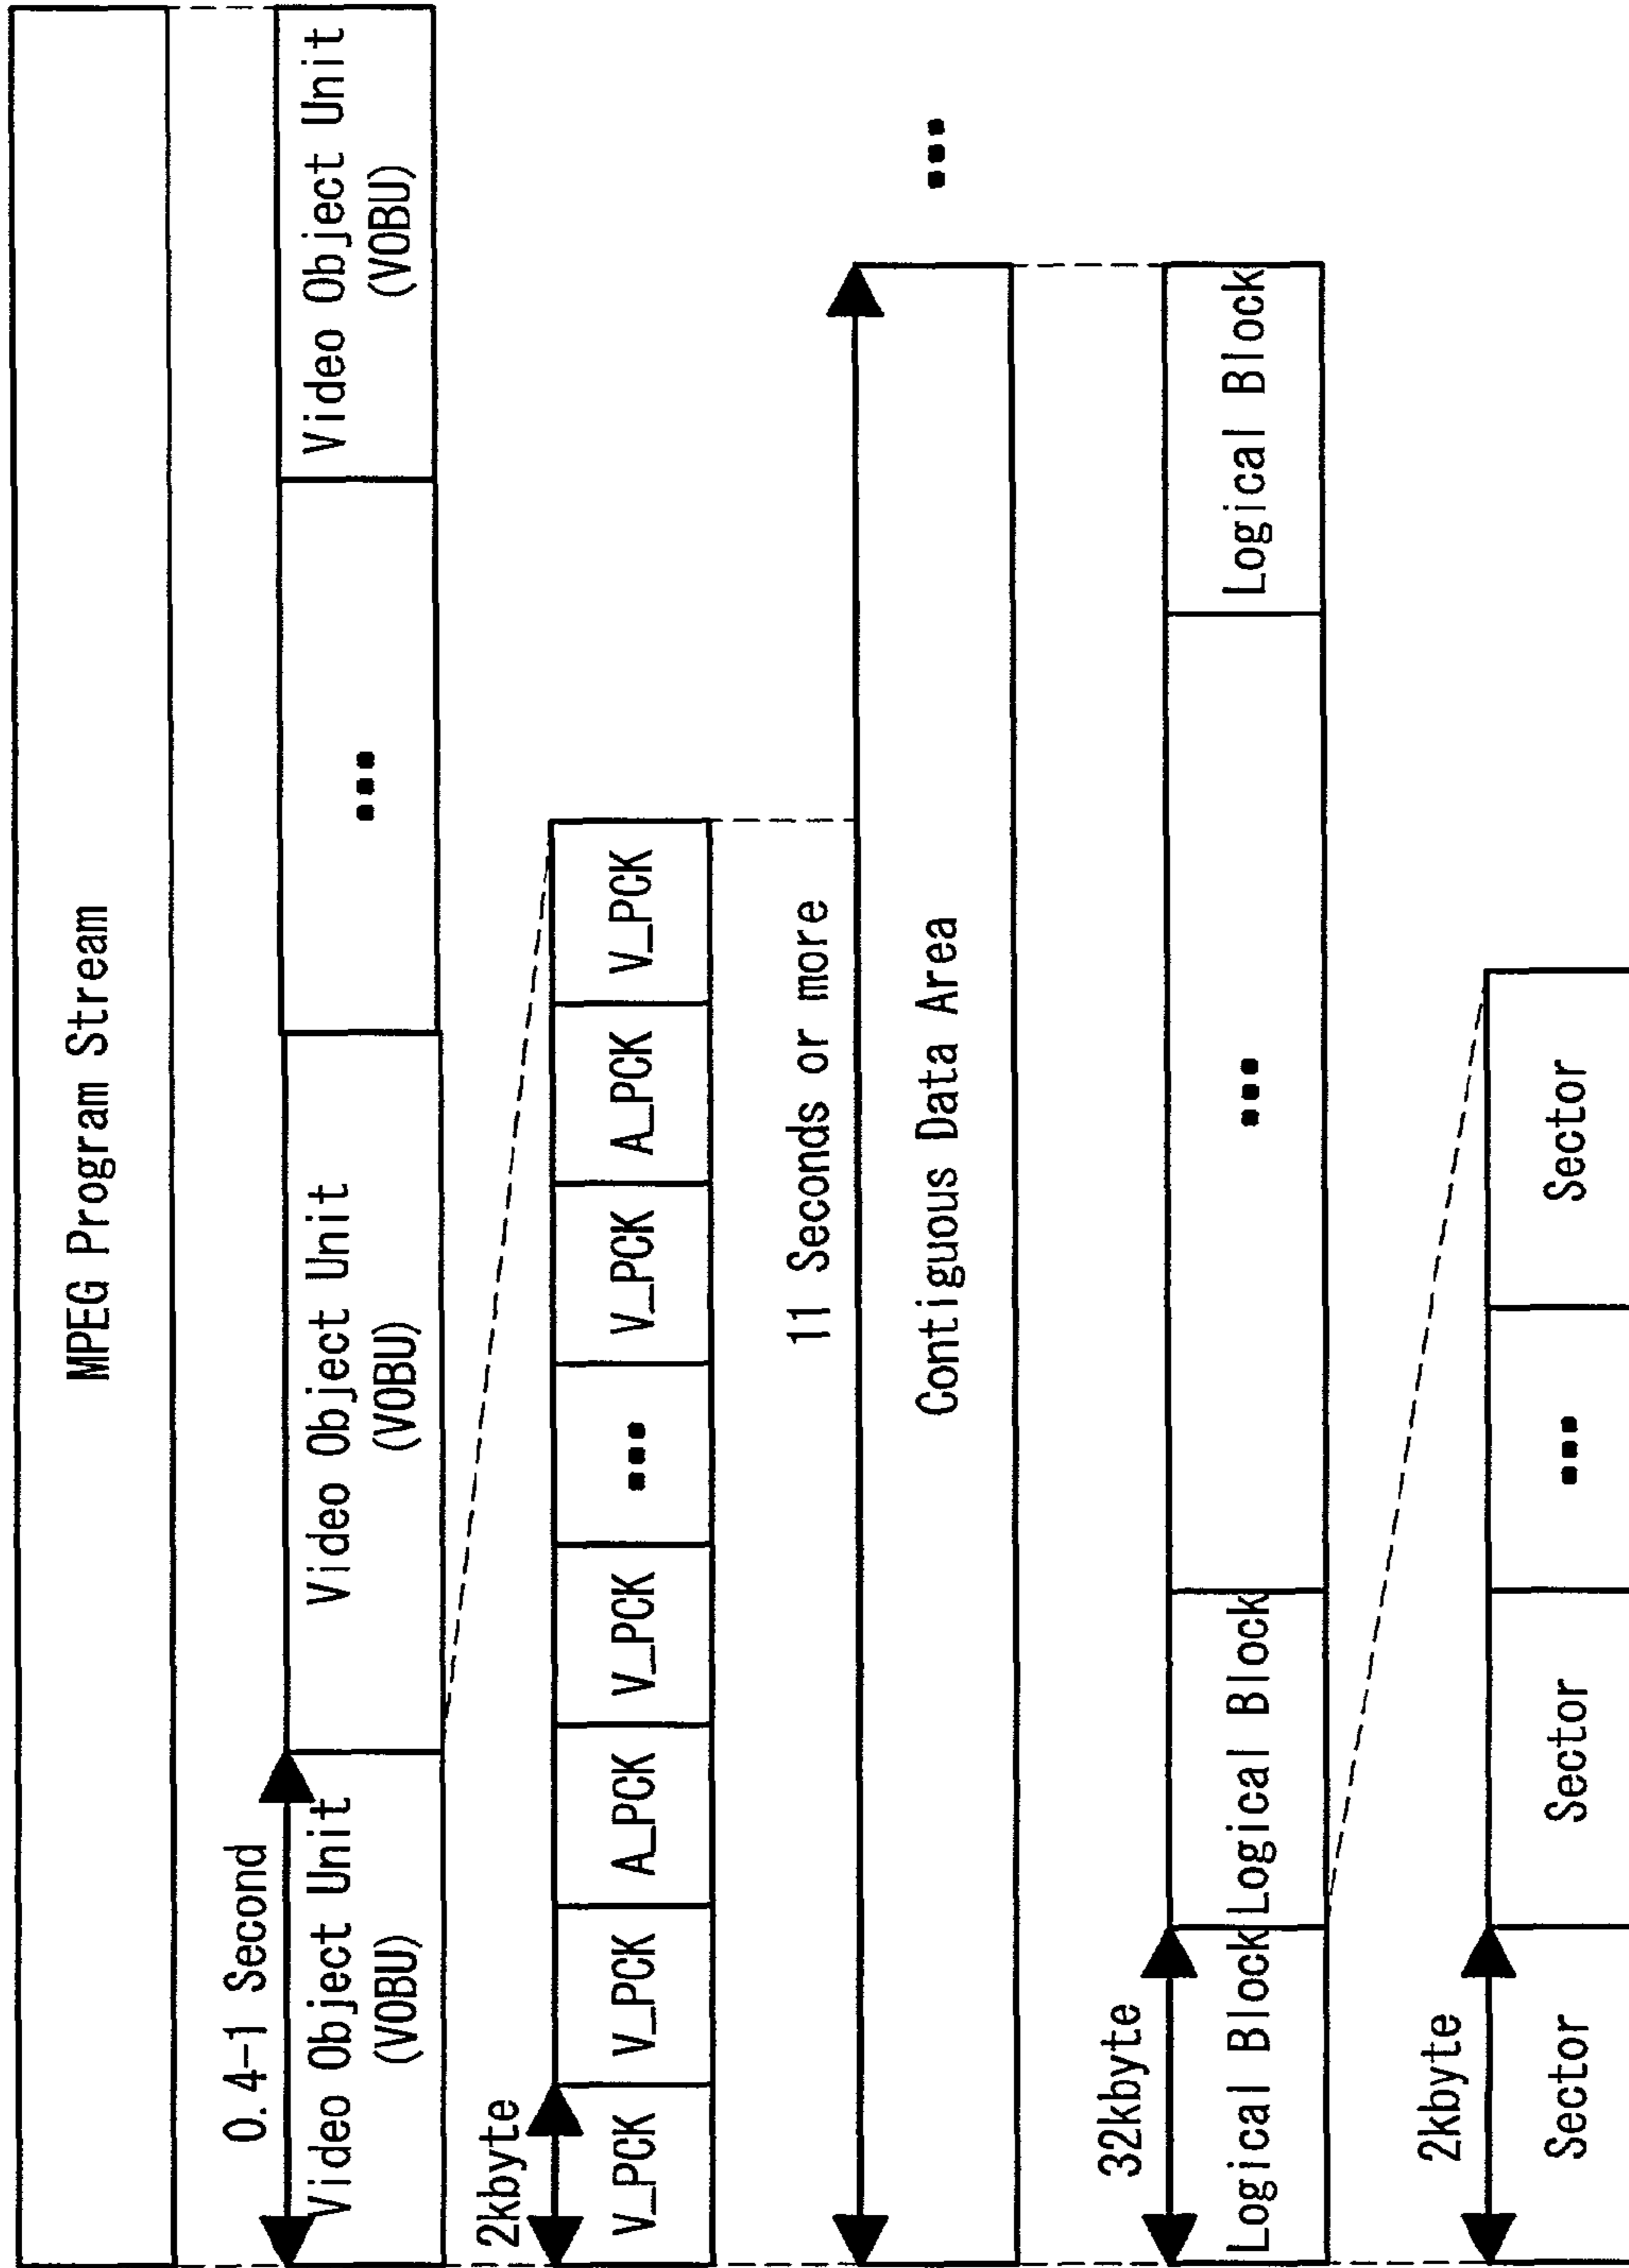 MPEG Program Stream
0.4-1 Second
Video Object Unit
(VOBU)
Video Object Unit
(VOBU)
...
Video Object Unit
(VOBU)
2kbyte
V_PCK
V_PCK
A_PCK
V_PCK
...
V_PCK
A_PCK
V_PCK
11 Seconds or more
Contiguous Data Area
...
32kbyte
Logical Block
Logical Block
...
Logical Block
2kbyte
Sector
Sector
...
Sector